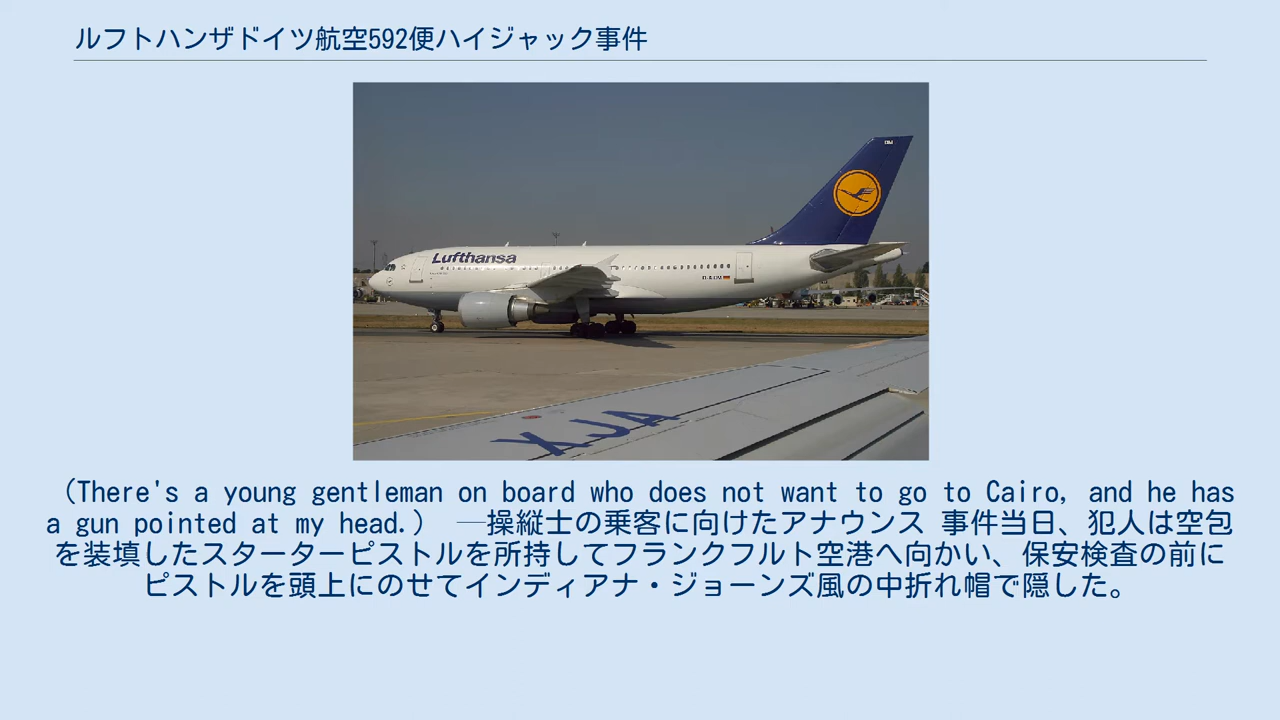 ルフトハンザドイツ航空592便ハイジャック事件
Lufthansa
XJA
（There's a young gentleman on board who does not want to go to Cairo, and he has
a gun pointed at my head.） ─操縦士の乗客に向けたアナウンス 事件当日、犯人は空包
を装填したスターターピストルを所持してフランクフルト空港へ向かい、保安検査の前に
ピストルを頭上にのせてインディアナ・ジョーンズ風の中折れ帽で隠した。